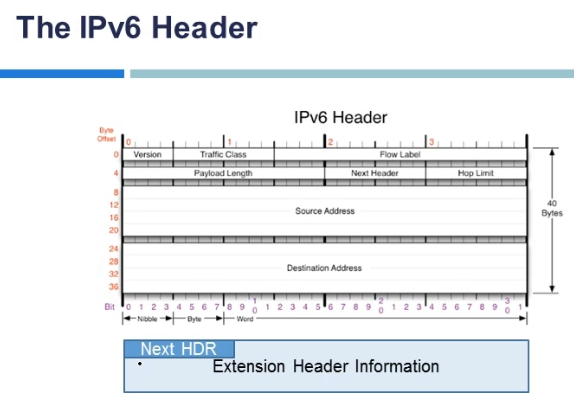 The IPv6 Header
IPv6 Header
Byte
Offset
0 1 2 3
0 Version Traffic Class Flow Label
4 Payload Length Next Header Hop Limit
8
12
16
20
Source Address
24
28
32
36
Destination Address
40
Bytes
Bit 0 1 2 3 4 5 6 7 8 9 1 0 1 2 3 4 5 6 7 8 9 2 0 1 2 3 4 5 6 7 8 9 3 0 1
Nibble Byte Word
Next HDR
• Extension Header Information